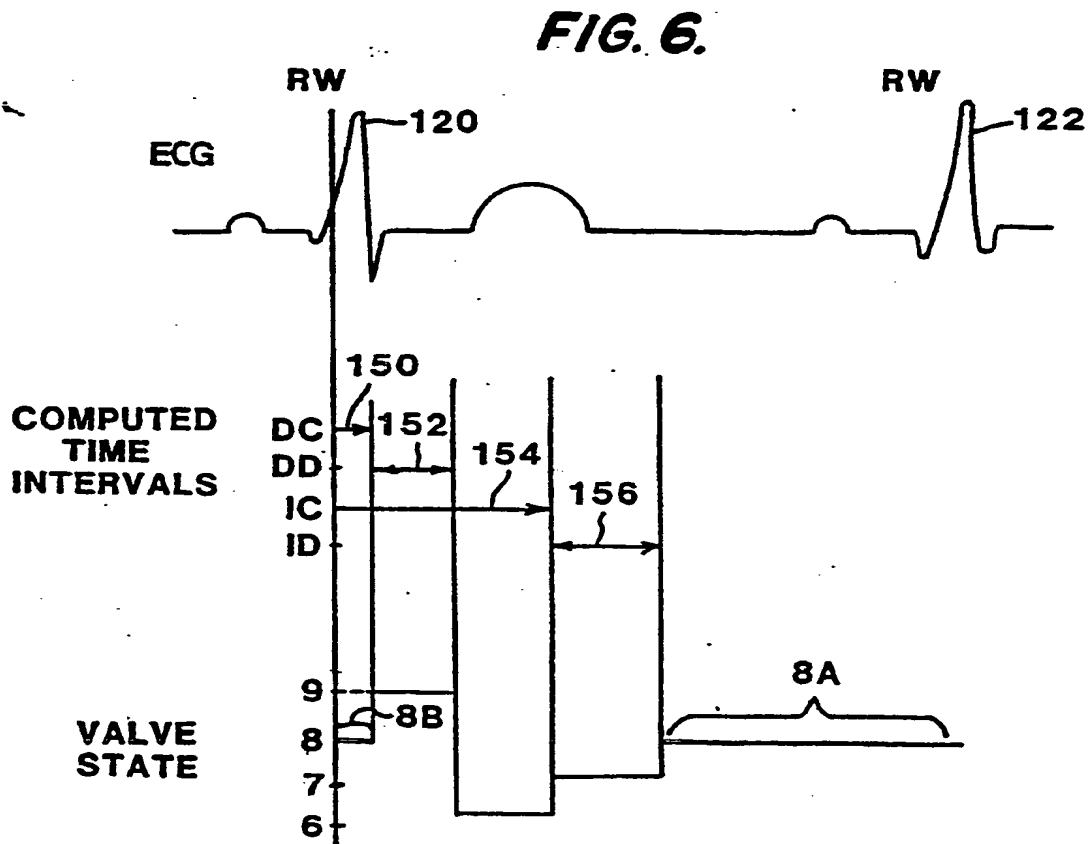 FIG. 6.
RW
RW
120
122
ECG
150
COMPUTED
TIME
INTERVALS
DC
152
DD
154
IC
156
ID
8A
9
8B
VALVE
STATE
8
7
6